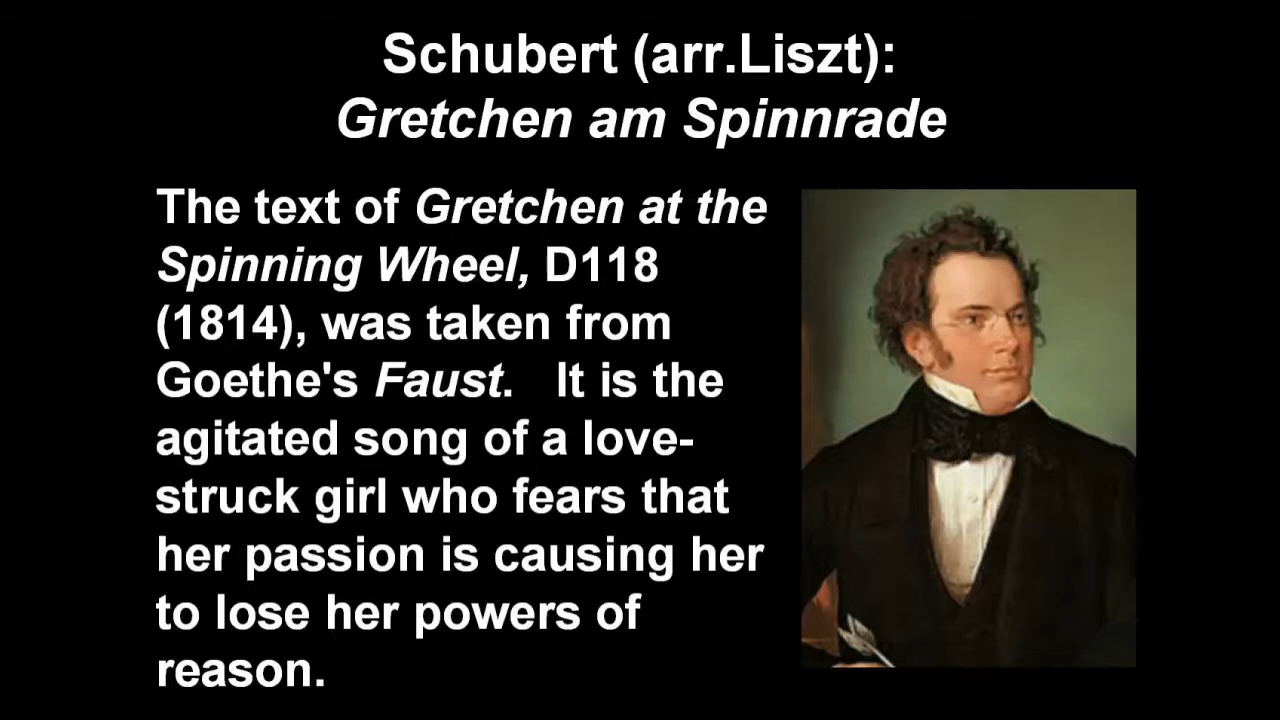 Schubert (arr.Liszt):
Gretchen am Spinnrade
The text of Gretchen at the
Spinning Wheel, D118
(1814), was taken from
Goethe's Faust.   It is the
agitated song of a love-
struck girl who fears that
her passion is causing her
to lose her powers of
reason.